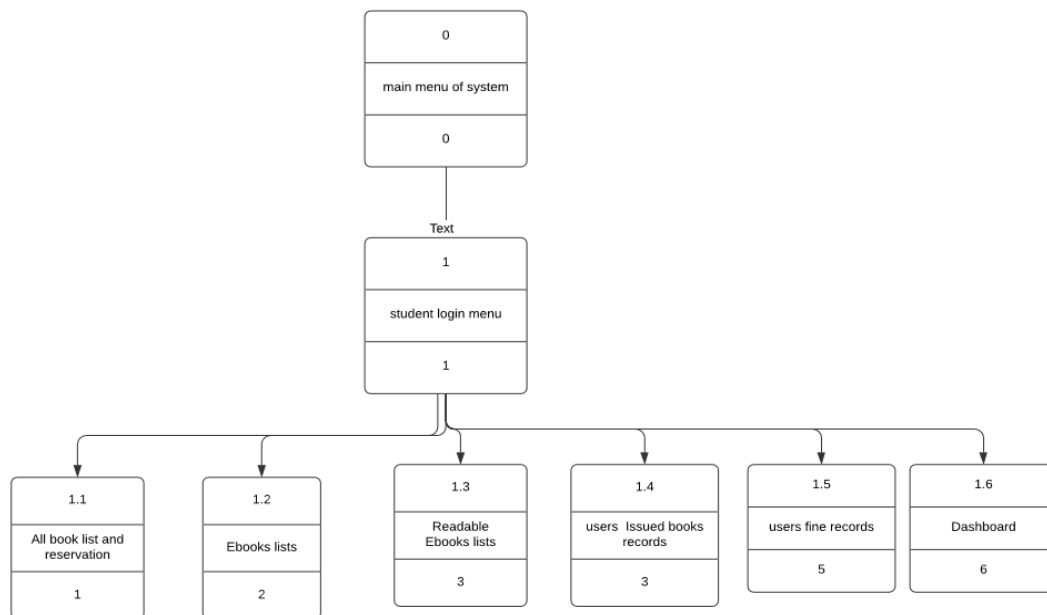 0
main menu of system
0
Text
1
student login menu
1
1.1
All book list and
reservation
1
1.2
Ebooks lists
2
1.3
Readable
Ebooks lists
3
1.4
users Issued books
records
3
1.5
users fine records
5
1.6
Dashboard
6